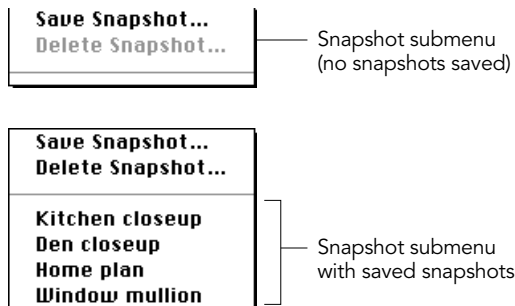 Save Snapshot...
Delete Snapshot...
Snapshot submenu
(no snapshots saved)
Save Snapshot...
Delete Snapshot...
Kitchen closeup
Den closeup
Home plan
Window mullion
Snapshot submenu
with saved snapshots